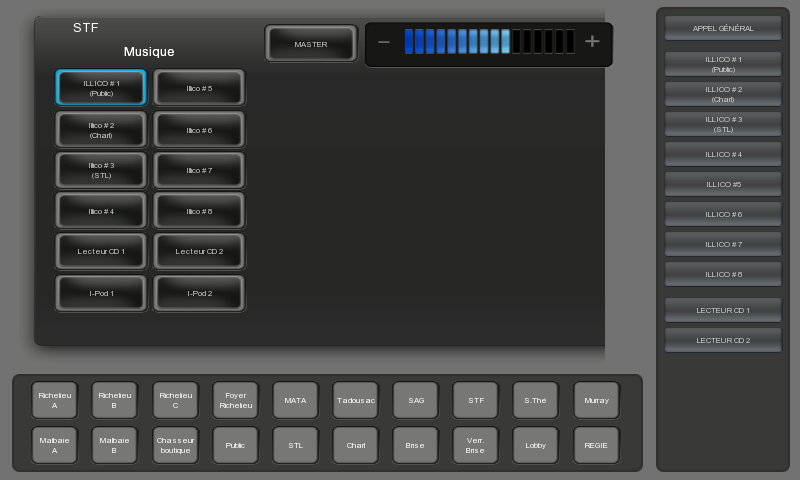 STF
Musique
MASTER
− +
ILLICO # 1
(Public)
Illico # 5
Illico # 2
(Charl)
Illico # 6
Illico # 3
(STL)
Illico # 7
Illico # 4
Illico # 8
Lecteur CD 1
Lecteur CD 2
I-Pod 1
I-Pod 2
APPEL GÉNÉRAL
ILLICO # 1
(Public)
ILLICO # 2
(Charl)
ILLICO # 3
(STL)
ILLICO # 4
ILLICO #5
ILLICO # 6
ILLICO # 7
ILLICO # 8
LECTEUR CD 1
LECTEUR CD 2
Richelieu
A
Richelieu
B
Richelieu
C
Foyer
Richelieu
MATA
Tadousac
SAG
STF
S.Thé
Murray
Malbaie
A
Malbaie
B
Chasseur
boutique
Public
STL
Charl
Brise
Verr.
Brise
Lobby
REGIE